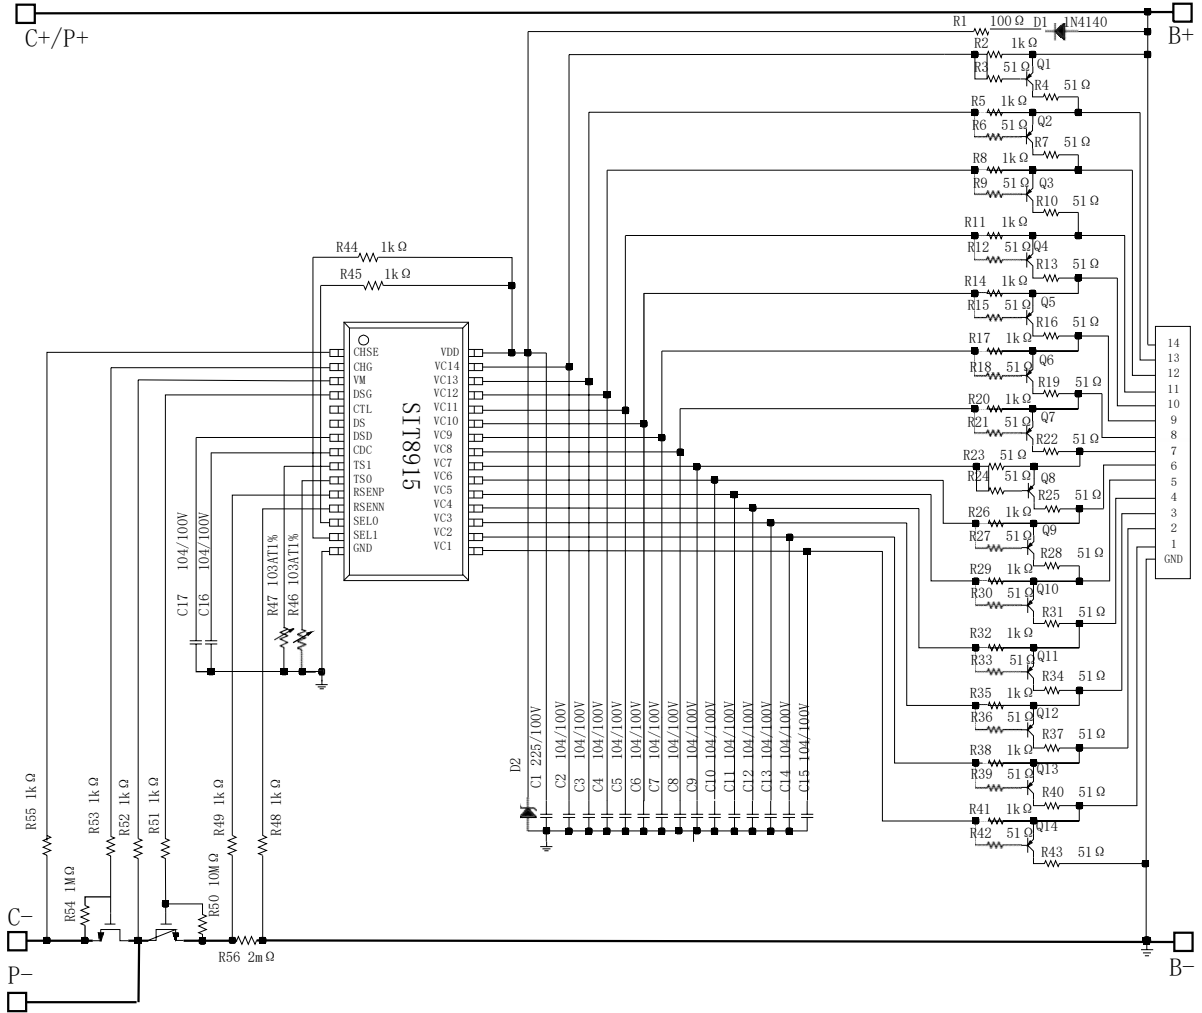 C+/P+
B+
R1 100Ω D1 1N4140
R2 1kΩ
R3 51Ω Q1
R4 51Ω
R5 1kΩ
R6 51Ω Q2
R7 51Ω
R8 1kΩ
R9 51Ω Q3
R10 51Ω
R11 1kΩ
R12 51Ω Q4
R13 51Ω
R14 1kΩ
R15 51Ω Q5
R16 51Ω
R17 1kΩ
R18 51Ω Q6
R19 51Ω
R20 1kΩ
R21 51Ω Q7
R22 51Ω
R23 51Ω
R24 51Ω Q8
R25 51Ω
R26 1kΩ
R27 51Ω Q9
R28 51Ω
R29 1kΩ
R30 51Ω Q10
R31 51Ω
R32 1kΩ
R33 51Ω Q11
R34 51Ω
R35 1kΩ
R36 51Ω Q12
R37 51Ω
R38 1kΩ
R39 51Ω Q13
R40 51Ω
R41 1kΩ
R42 51Ω Q14
R43 51Ω
14
13
12
11
10
9
8
7
6
5
4
3
2
1
GND
R44 1kΩ
R45 1kΩ
SIT8915
CHSE
CHG
VM
DSG
CTL
DS
DSD
CDC
TS1
TS0
RSENP
RSENN
SEL0
SEL1
GND
VDD
VC14
VC13
VC12
VC11
VC10
VC9
VC8
VC7
VC6
VC5
VC4
VC3
VC2
VC1
C17 104/100V
C16 104/100V
R47 103AT1%
R46 103AT1%
D2
C1 225/100V
C2 104/100V
C3 104/100V
C4 104/100V
C5 104/100V
C6 104/100V
C7 104/100V
C8 104/100V
C9 104/100V
C10 104/100V
C11 104/100V
C12 104/100V
C13 104/100V
C14 104/100V
C15 104/100V
R55 1kΩ
R53 1kΩ
R52 1kΩ
R51 1kΩ
R49 1kΩ
R48 1kΩ
R54 1MΩ
R50 10MΩ
R56 2mΩ
C-
P-
B-